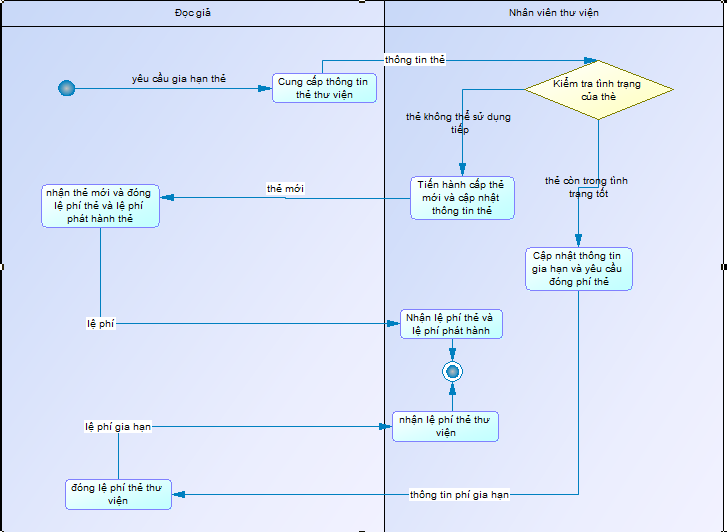 Đọc giả
Nhân viên thư viện
thông tin thẻ
yêu cầu gia hạn thẻ
Cung cấp thông tin
thẻ thư viện
Kiểm tra tình trạng
của thè
thẻ không thể sử dụng
tiếp
thẻ còn trong tình
trạng tốt
nhận thẻ mới và đóng
lệ phí thẻ và lệ phí
phát hành thẻ
thẻ mới
Tiến hành cấp thẻ
mới và cập nhật
thông tin thẻ
Cập nhật thông tin
gia hạn và yêu cầu
đóng phí thẻ
lệ phí
Nhận lệ phí thẻ và
lệ phí phát hành
lệ phí gia hạn
nhận lệ phí thẻ thư
viện
đóng lệ phí thẻ thư
viện
thông tin phí gia hạn